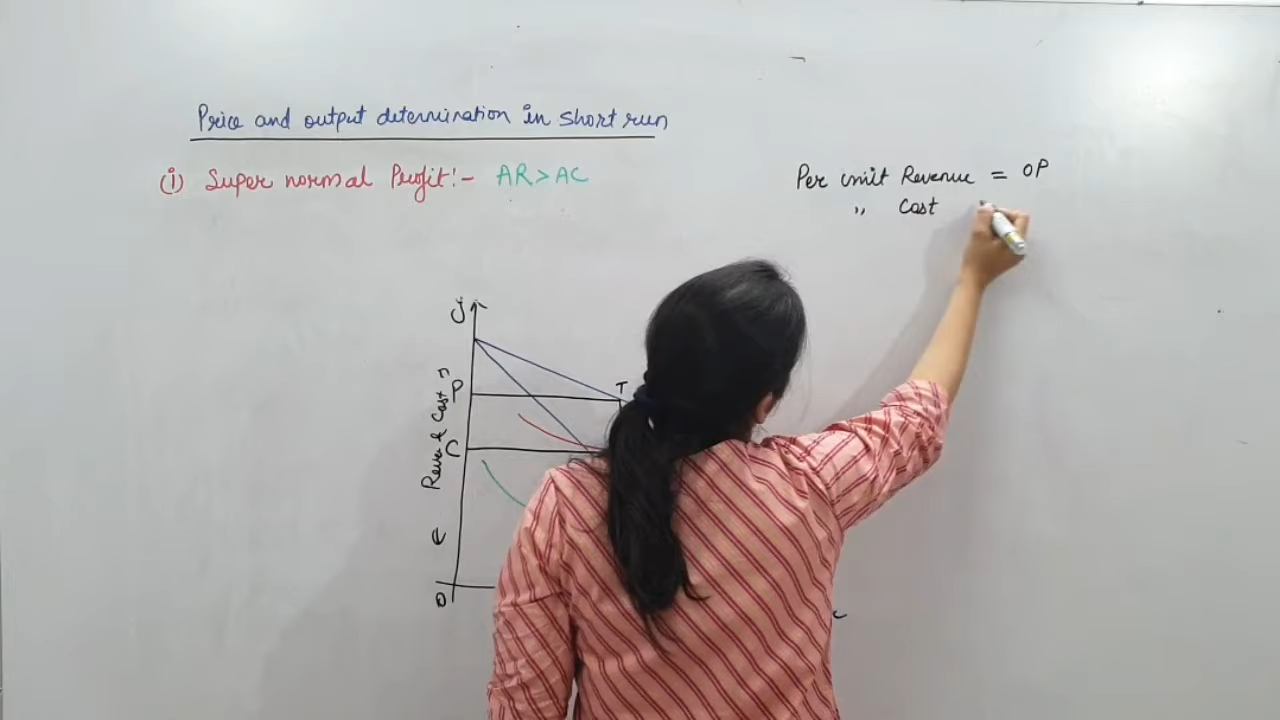 Price and output determination in short run
(i) Super normal Profit:- AR > AC
Per unit Revenue = OP
,, Cost
y
P
T
C
Reve & Cost
O